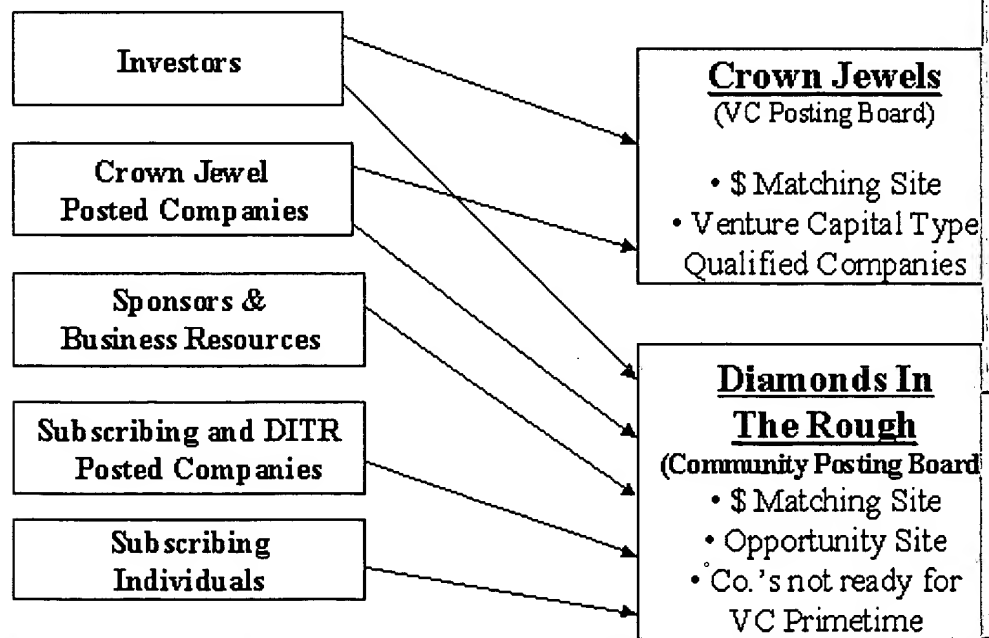 Investors
Crown Jewel
Posted Companies
Sponsors &
Business Resources
Subscribing and DITR
Posted Companies
Subscribing
Individuals
Crown Jewels
(VC Posting Board)
• $ Matching Site
• Venture Capital Type
Qualified Companies
Diamonds In
The Rough
(Community Posting Board
• $ Matching Site
• Opportunity Site
• Co.'s not ready for
VC Primetime